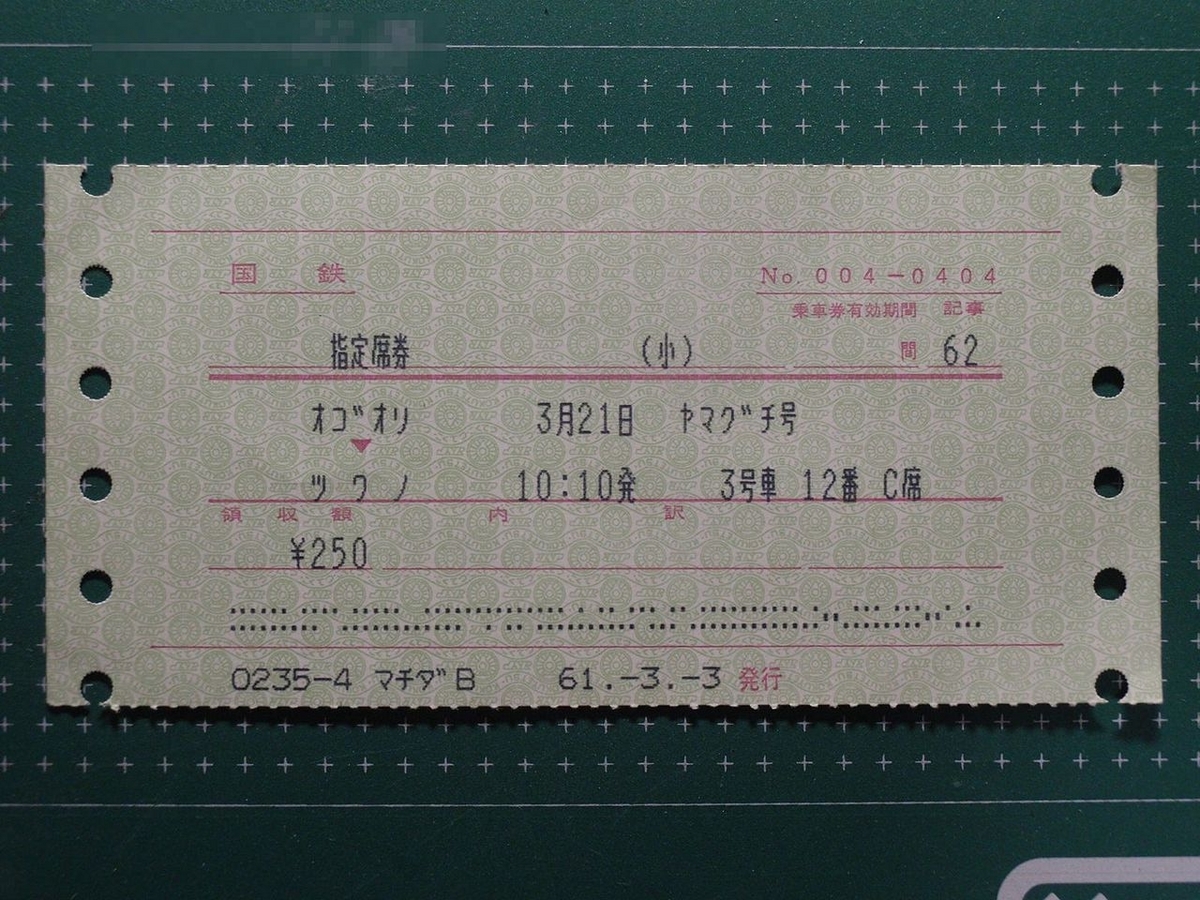 国 鉄 No. 004-0404
乗車券有効期間 記事
指定席券 (小) 間 62
オゴオリ 3月21日 ヤマグチ号
▼
ツワノ 10:10発 3号車 12番 C席
領収額 内 訳
¥250
0235-4 マチダB 61.-3.-3 発行